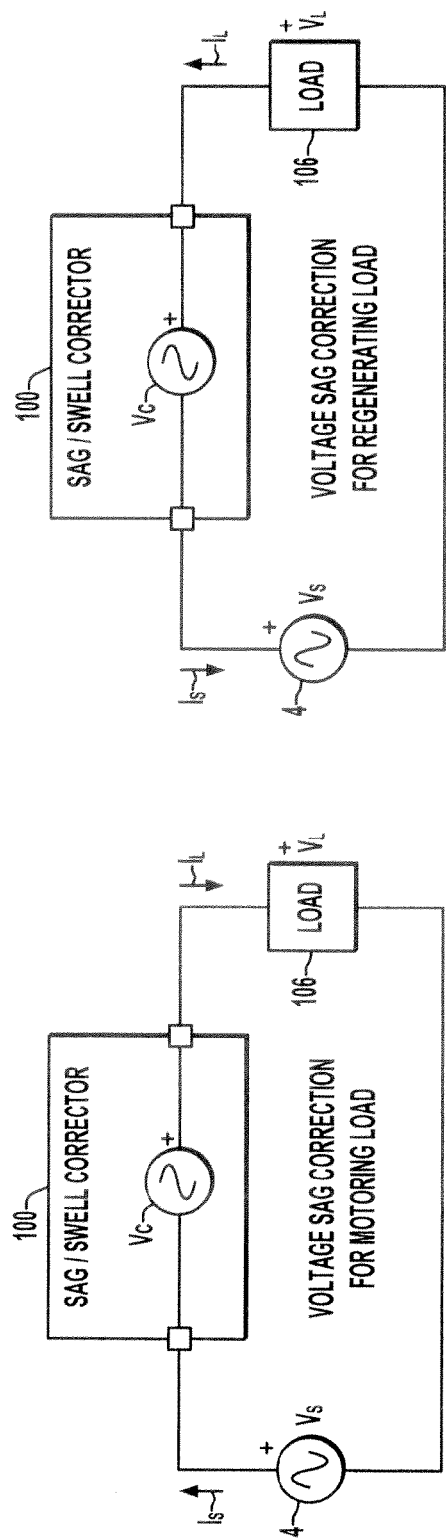 100
SAG / SWELL CORRECTOR
VC
+
IS
IL
+
VS
4
VOLTAGE SAG CORRECTION
FOR MOTORING LOAD
106
LOAD
+
VL
100
SAG / SWELL CORRECTOR
VC
+
IS
IL
+
VS
4
VOLTAGE SAG CORRECTION
FOR REGENERATING LOAD
106
LOAD
+
VL